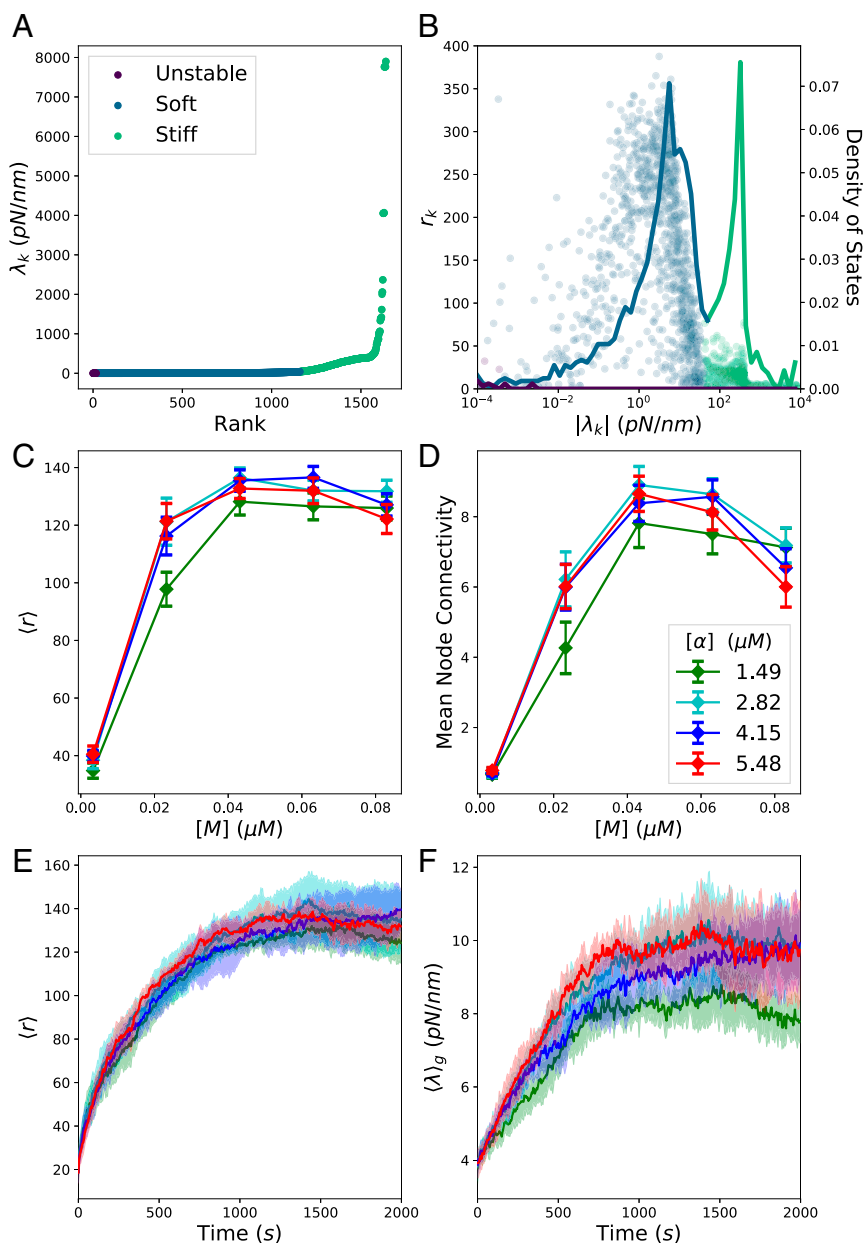 A
8000
7000
6000
5000
4000
3000
2000
1000
0
λk (pN/nm)
Unstable
Soft
Stiff
0 500 1000 1500
Rank
B
400
350
300
250
200
150
100
50
0
rk
0.07
0.06
0.05
0.04
0.03
0.02
0.01
0.00
Density of States
10⁻⁴ 10⁻² 10⁰ 10² 10⁴
|λk| (pN/nm)
C
140
120
100
80
60
40
⟨r⟩
0.00 0.02 0.04 0.06 0.08
[M] (μM)
D
8
6
4
2
Mean Node Connectivity
[α] (μM)
1.49
2.82
4.15
5.48
0.00 0.02 0.04 0.06 0.08
[M] (μM)
E
160
140
120
100
80
60
40
20
⟨r⟩
0 500 1000 1500 2000
Time (s)
F
12
10
8
6
4
⟨λ⟩g (pN/nm)
0 500 1000 1500 2000
Time (s)